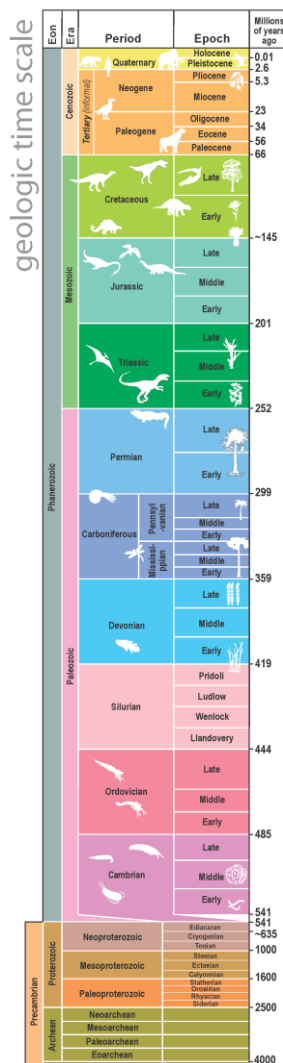 geologic time scale
Eon
Era
Period
Epoch
Millions
of years
ago
Phanerozoic
Cenozoic
Tertiary (informal)
Quaternary
Holocene
Pleistocene
0.01
2.6
Neogene
Pliocene
5.3
Miocene
23
Paleogene
Oligocene
34
Eocene
56
Paleocene
66
Mesozoic
Cretaceous
Late
Early
~145
Jurassic
Late
Middle
Early
201
Triassic
Late
Middle
Early
252
Paleozoic
Permian
Late
Early
299
Carboniferous
Pennsyl-
vanian
Late
Middle
Early
Mississi-
ppian
Late
Middle
Early
359
Devonian
Late
Middle
Early
419
Silurian
Pridoli
Ludlow
Wenlock
Llandovery
444
Ordovician
Late
Middle
Early
485
Cambrian
Late
Middle
Early
541
Precambrian
Proterozoic
Neoproterozoic
541
Ediacaran
~635
Cryogenian
Tonian
1000
Mesoproterozoic
Stenian
Ectasian
Calymmian
1600
Paleoproterozoic
Statherian
Orosirian
Rhyacian
Siderian
2500
Archean
Neoarchean
Mesoarchean
Paloarchean
Eoarchean
4000